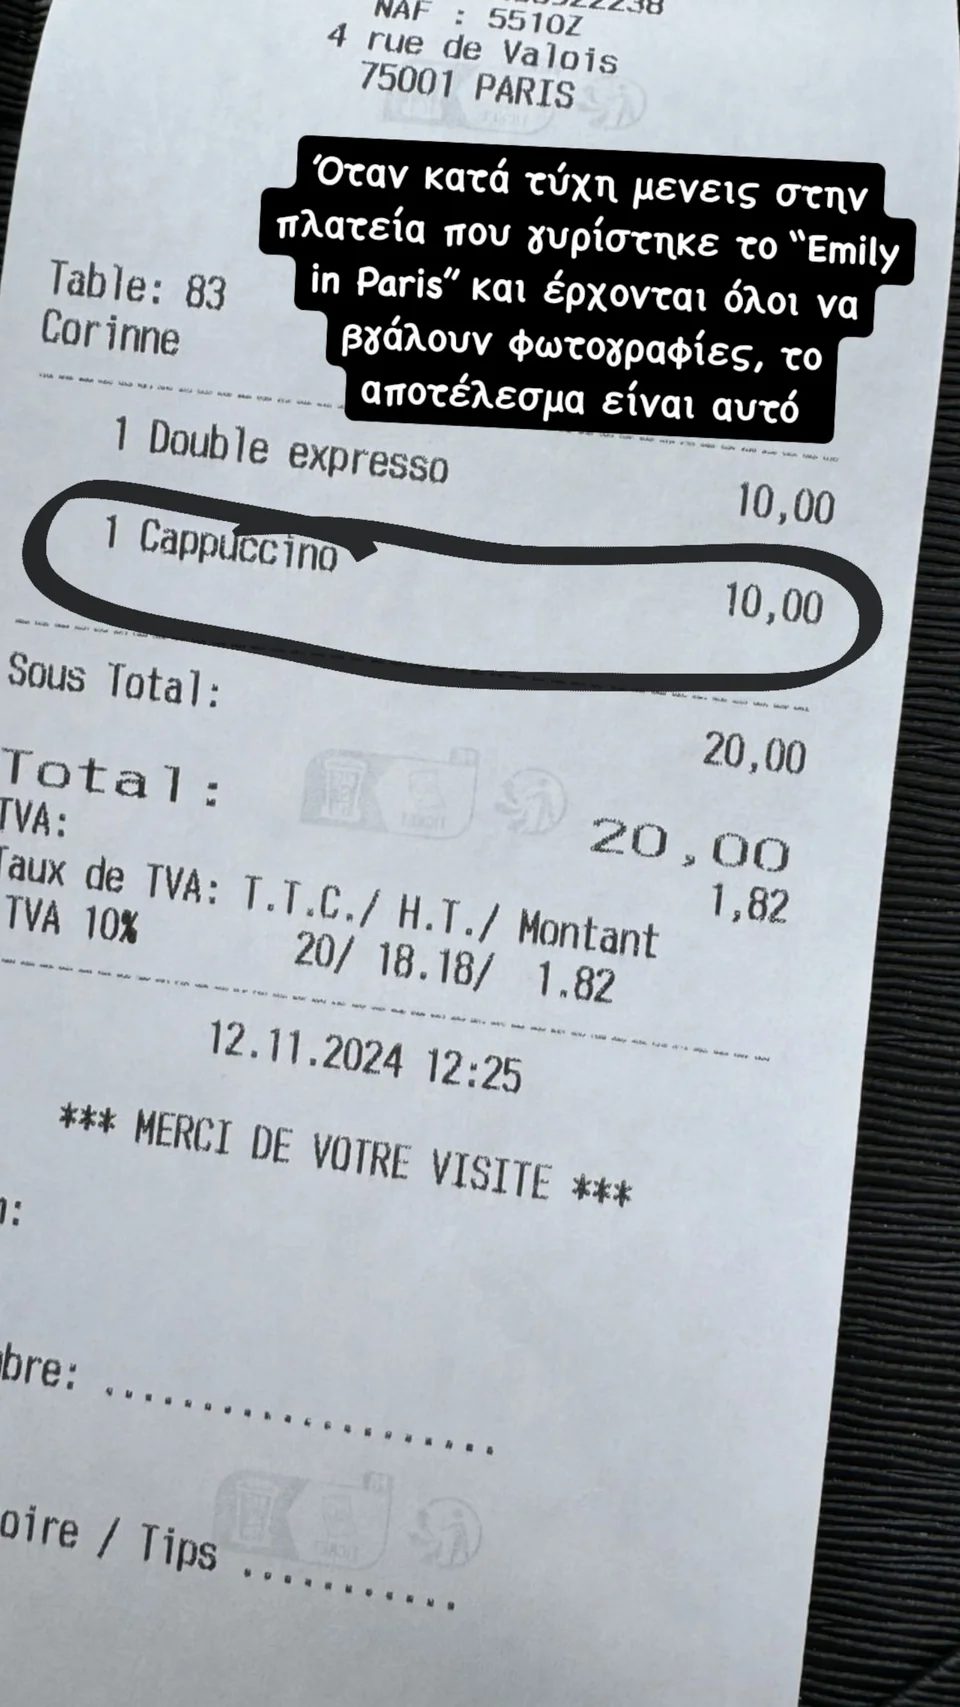 NAF : 5510Z
4 rue de Valois
75001 PARIS
Όταν κατά τύχη μενεις στην
πλατεία που γυρίστηκε το “Emily
in Paris” και έρχονται όλοι να
βγάλουν φωτογραφίες, το
αποτέλεσμα είναι αυτό
Table: 83
Corinne
1 Double expresso 10,00
1 Cappuccino 10,00
Sous Total: 20,00
Total: 20,00
TVA: 1,82
Taux de TVA: T.T.C./ H.T./ Montant
TVA 10% 20/ 18.18/ 1.82
12.11.2024 12:25
*** MERCI DE VOTRE VISITE ***
bre: ....................
oire / Tips ...........